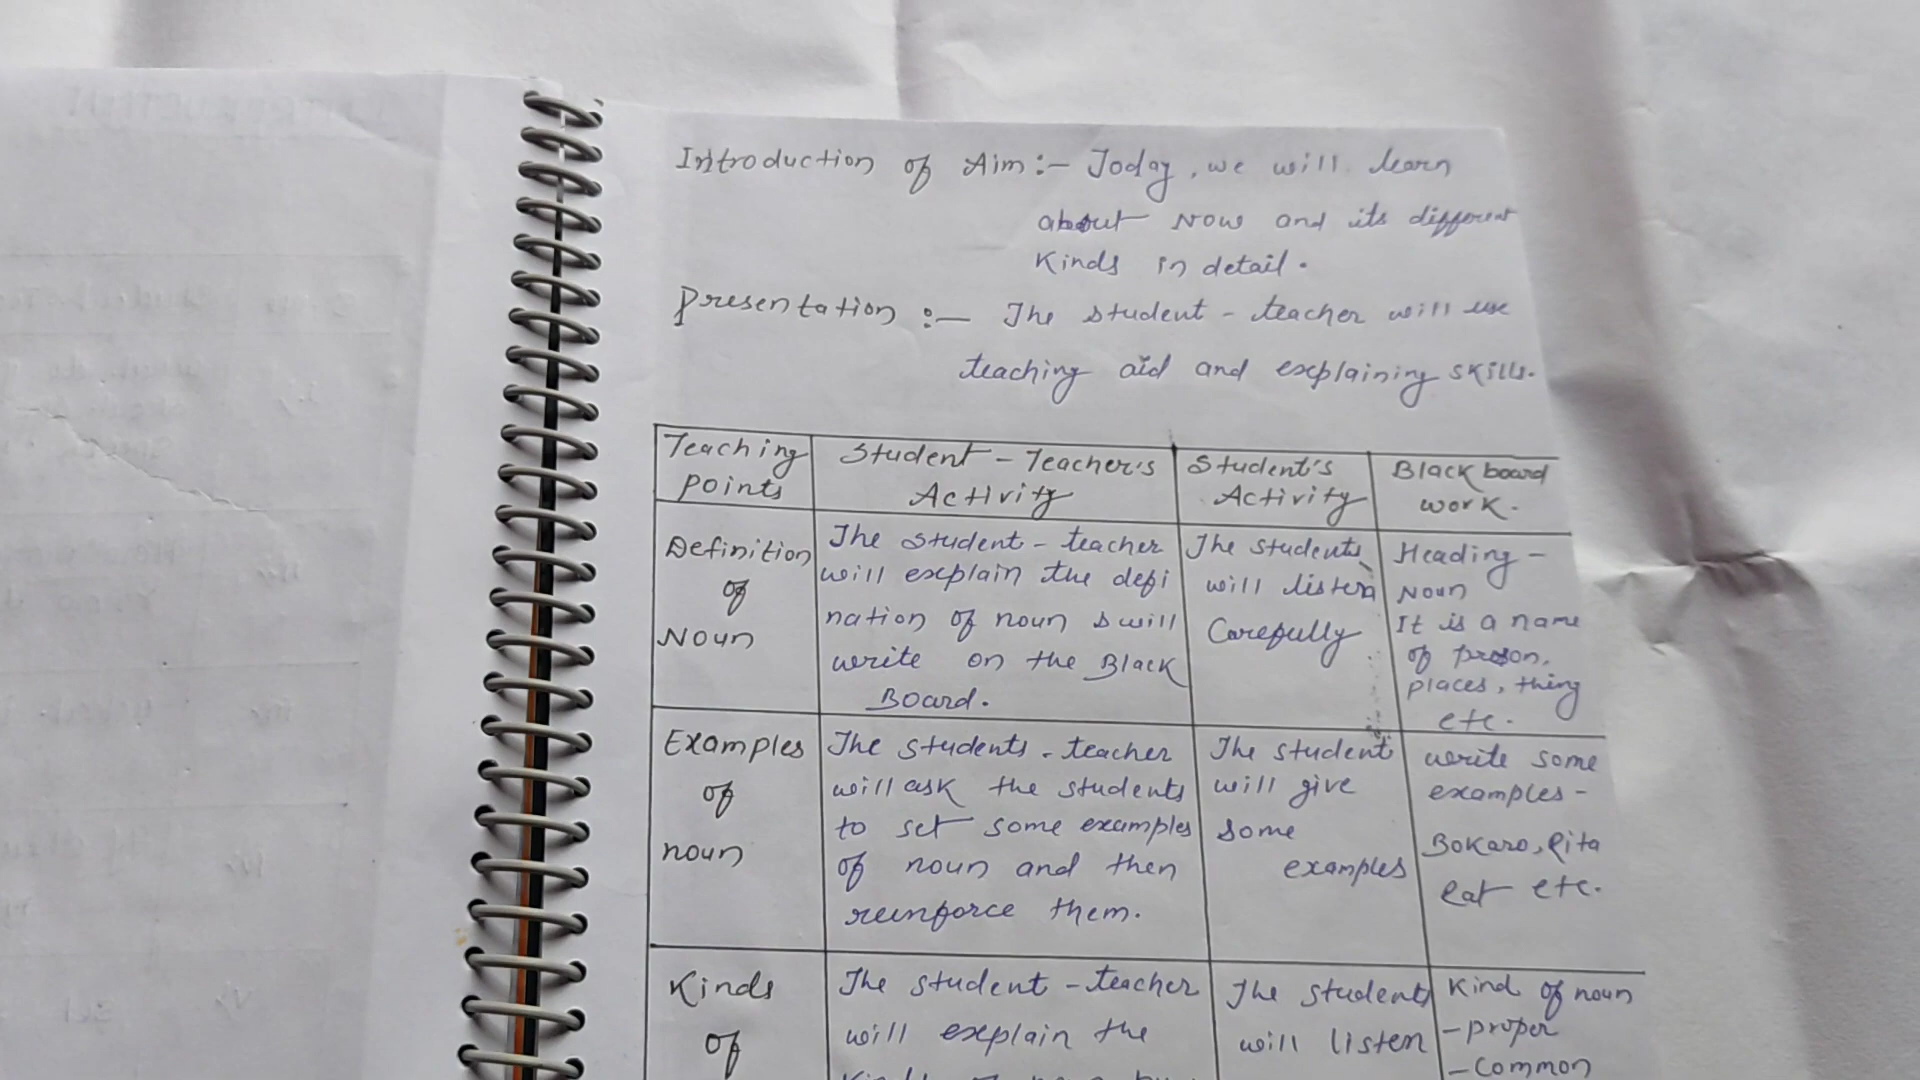 Introduction of Aim :- Today, we will learn
about Now and its different
Kinds in detail.
Presentation :- The student - teacher will use
teaching aid and explaining skills.
Teaching points
Student - Teacher's Activity
Student's Activity
Black board work.
Definition
of
Noun
The student - teacher
will explain the defi
nation of noun & will
write on the Black
Board.
The students
will listen
Carefully
Heading -
Noun
It is a name
of preson,
places, thing
etc.
Examples
of
noun
The students - teacher
will ask the students
to set some examples
of noun and then
reinforce them.
The student
will give
some
examples
write some
examples -
Bokaro, Rita
etc.
Kinds
of
The student - teacher
will explain the
The students
will listen
Kind of noun
- proper
- common